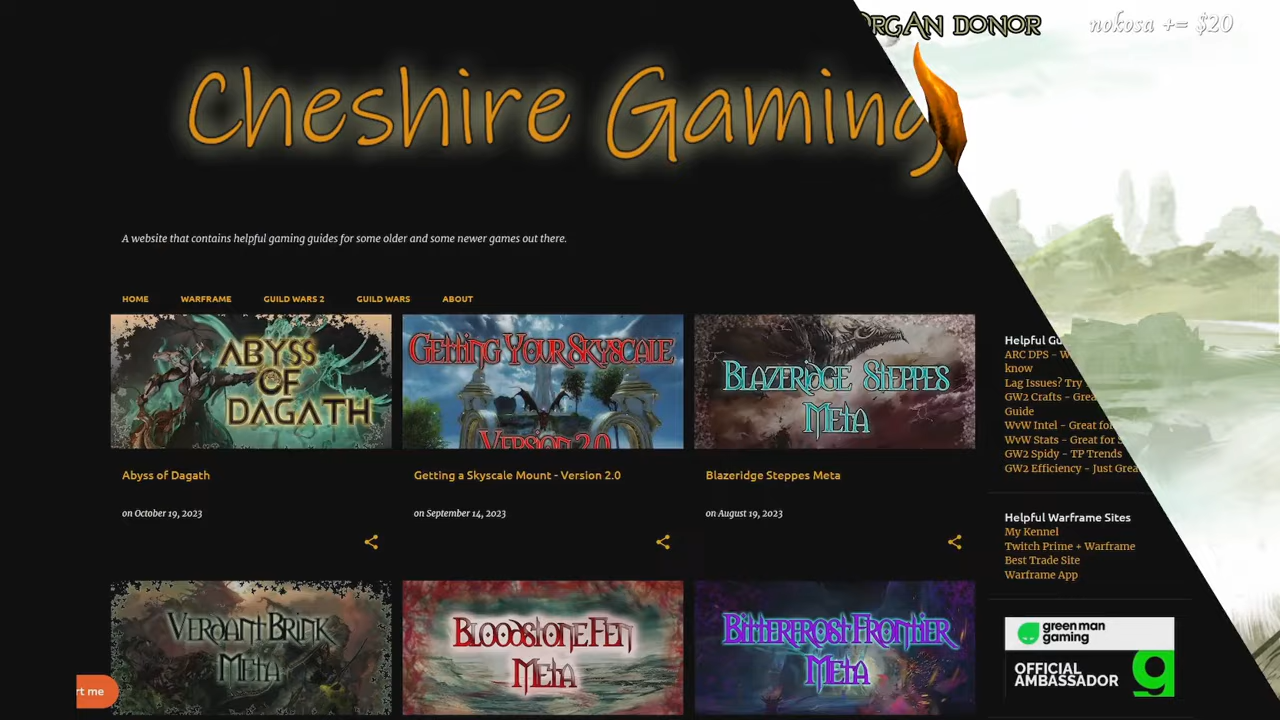 ORGAN DONOR
nokosa += $20
Cheshire Gaming
A website that contains helpful gaming guides for some older and some newer games out there.
HOME WARFRAME GUILD WARS 2 GUILD WARS ABOUT
ABYSS
OF
DAGATH
GETTING YOUR SKYSCALE
VERSION 2.0
BLAZERIDGE STEPPES
META
Abyss of Dagath
on October 19, 2023
Getting a Skyscale Mount - Version 2.0
on September 14, 2023
Blazeridge Steppes Meta
on August 19, 2023
VERDANT BRINK
META
BLOODSTONE FEN
META
BITTERFROST FRONTIER
META
rt me
Helpful Gu
ARC DPS - W
know
Lag Issues? Try
GW2 Crafts - Grea
Guide
WvW Intel - Great for
WvW Stats - Great for S
GW2 Spidy - TP Trends
GW2 Efficiency - Just Grea
Helpful Warframe Sites
My Kennel
Twitch Prime + Warframe
Best Trade Site
Warframe App
green man
gaming
OFFICIAL
AMBASSADOR